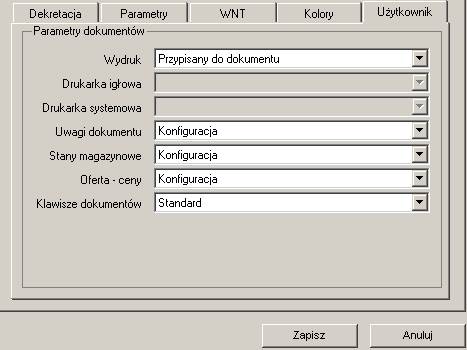 Dekretacja Parametry WNT Kolory Użytkownik
Parametry dokumentów
Wydruk Przypisany do dokumentu
Drukarka igłowa
Drukarka systemowa
Uwagi dokumentu Konfiguracja
Stany magazynowe Konfiguracja
Oferta - ceny Konfiguracja
Klawisze dokumentów Standard
Zapisz Anuluj